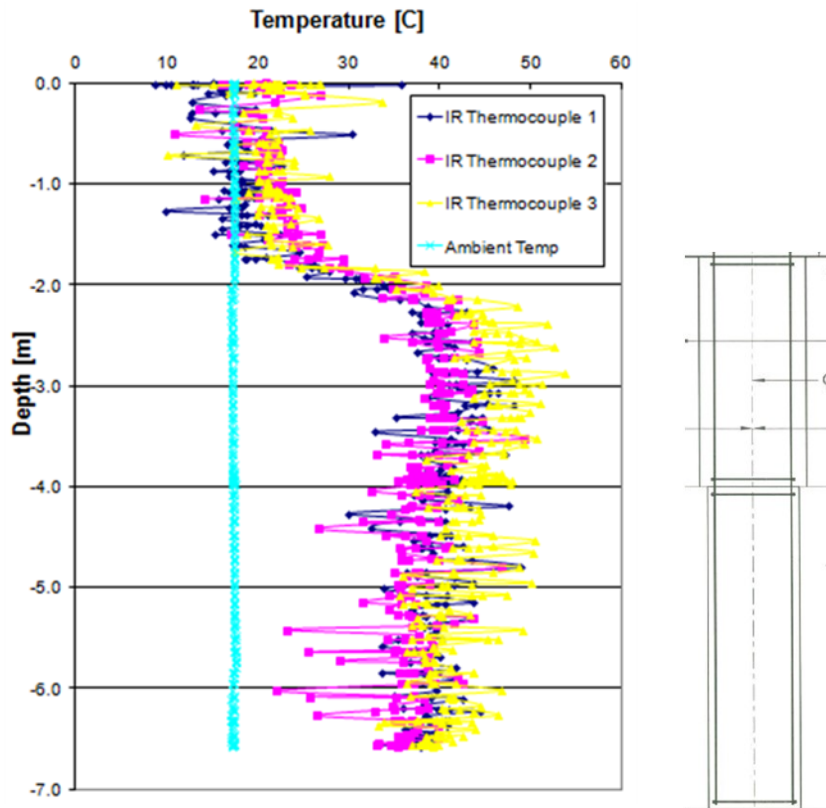 Temperature [C]
0 10 20 30 40 50 60
0.0
-1.0
-2.0
-3.0
-4.0
-5.0
-6.0
-7.0
Depth [m]
IR Thermocouple 1
IR Thermocouple 2
IR Thermocouple 3
Ambient Temp